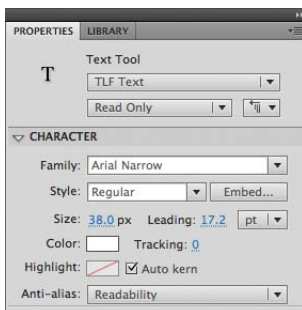 PROPERTIES LIBRARY
Text Tool
T
TLF Text
Read Only
CHARACTER
Family: Arial Narrow
Style: Regular Embed...
Size: 38.0 px Leading: 17.2 pt
Color: Tracking: 0
Highlight: Auto kern
Anti-alias: Readability